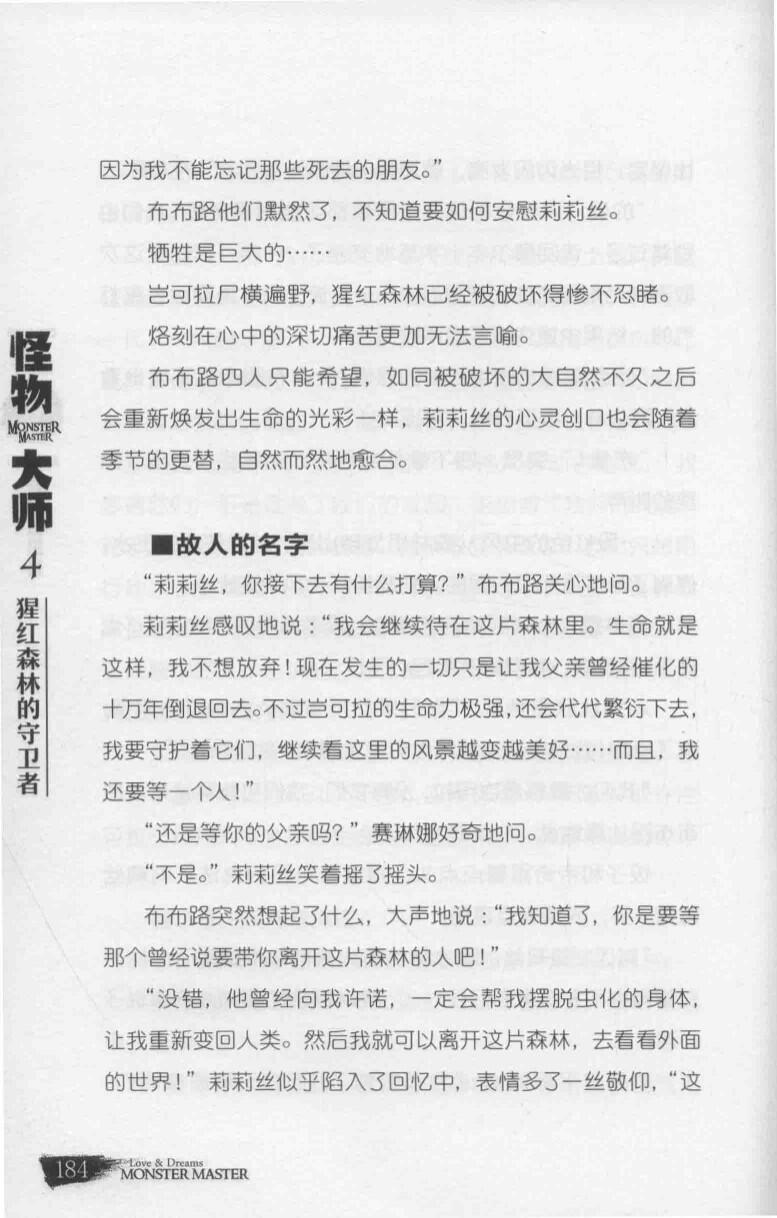 因为我不能忘记那些死去的朋友。”
布布路他们默然了，不知道要如何安慰莉莉丝。
牺牲是巨大的……
岂可拉尸横遍野，猩红森林已经被破坏得惨不忍睹。
烙刻在心中的深切痛苦更加无法言喻。
布布路四人只能希望，如同被破坏的大自然不久之后
会重新焕发出生命的光彩一样，莉莉丝的心灵创口也会随着
季节的更替，自然而然地愈合。
■故人的名字
“莉莉丝，你接下去有什么打算？”布布路关心地问。
莉莉丝感叹地说：“我会继续待在这片森林里。生命就是
这样，我不想放弃！现在发生的一切只是让我父亲曾经催化的
十万年倒退回去。不过岂可拉的生命力极强，还会代代繁衍下去，
我要守护着它们，继续看这里的风景越变越美好……而且，我
还要等一个人！”
“还是等你的父亲吗？”赛琳娜好奇地问。
“不是。”莉莉丝笑着摇了摇头。
布布路突然想起了什么，大声地说：“我知道了，你是要等
那个曾经说要带你离开这片森林的人吧！”
“没错，他曾经向我许诺，一定会帮我摆脱虫化的身体，
让我重新变回人类。然后我就可以离开这片森林，去看看外面
的世界！”莉莉丝似乎陷入了回忆中，表情多了一丝敬仰，“这
怪物
MONSTER
MASTER
大师
4
猩红森林的守卫者
184
Love & Dreams
MONSTER MASTER